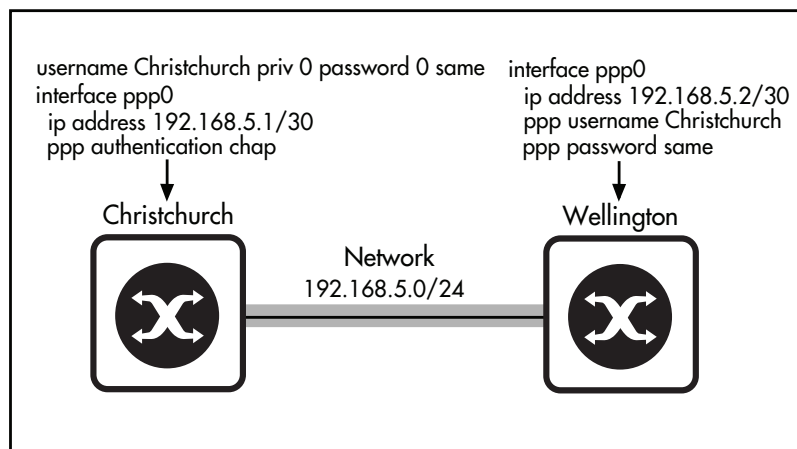 username Christchurch priv 0 password 0 same
interface ppp0
ip address 192.168.5.1/30
ppp authentication chap
interface ppp0
ip address 192.168.5.2/30
ppp username Christchurch
ppp password same
Christchurch
Wellington
Network
192.168.5.0/24